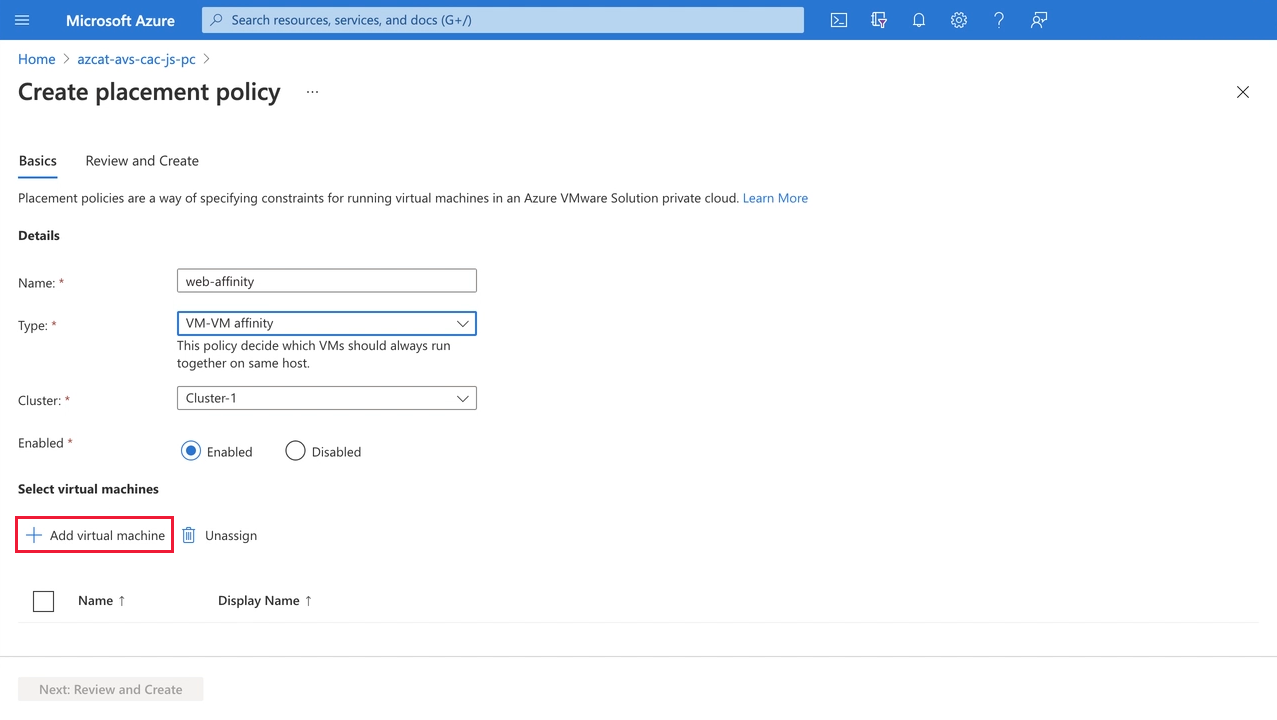 Microsoft Azure
Search resources, services, and docs (G+/)
Home > azcat-avs-cac-js-pc >
Create placement policy ...
Basics Review and Create
Placement policies are a way of specifying constraints for running virtual machines in an Azure VMware Solution private cloud. Learn More
Details
Name: * web-affinity
Type: * VM-VM affinity
This policy decide which VMs should always run
together on same host.
Cluster: * Cluster-1
Enabled * Enabled Disabled
Select virtual machines
+ Add virtual machine Unassign
Name ↑ Display Name ↑
Next: Review and Create